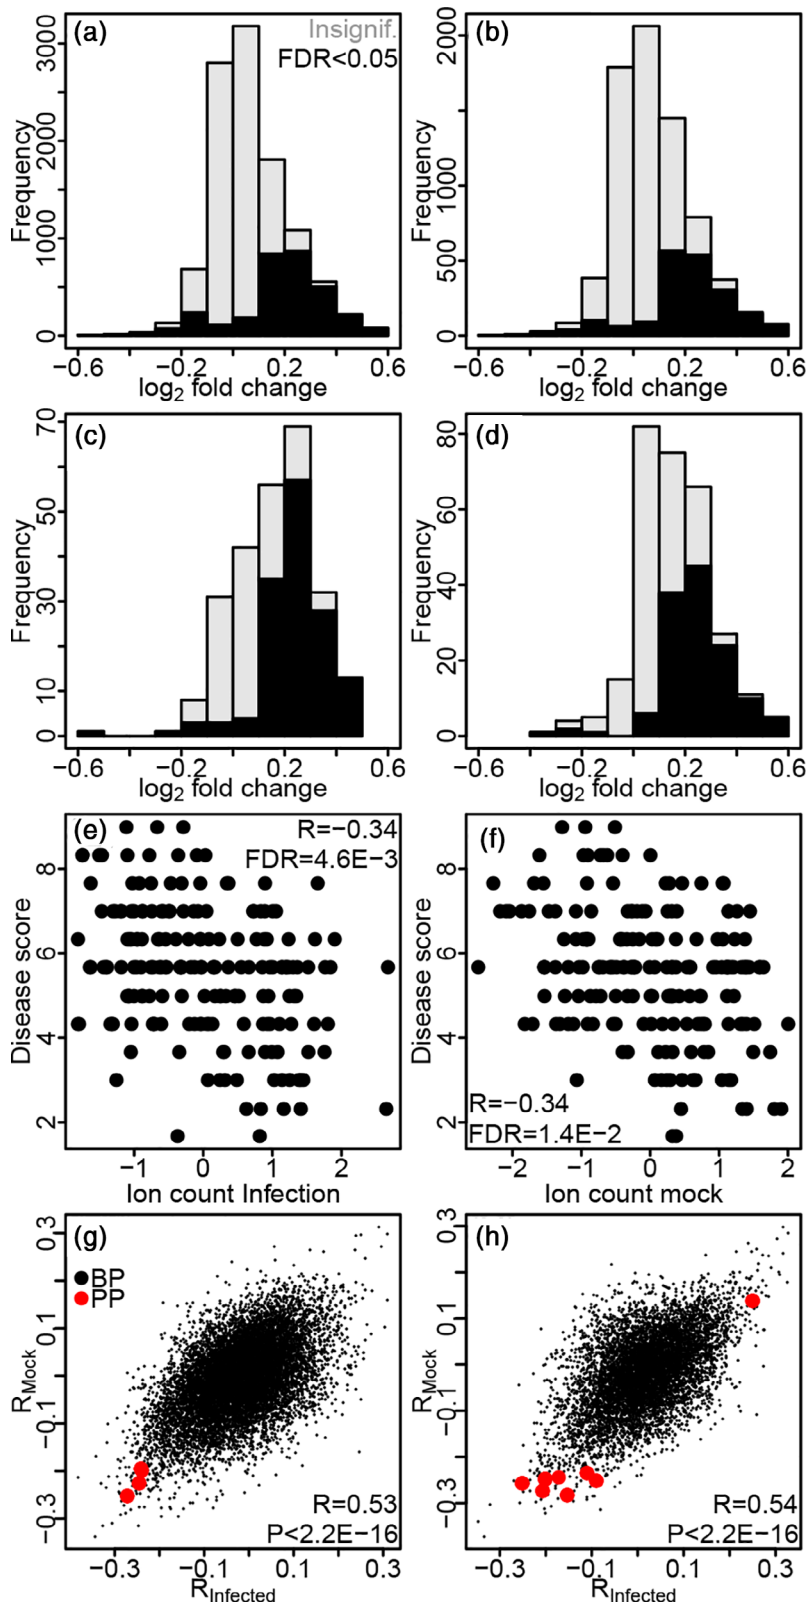 (a)
Insignif.
FDR<0.05
Frequency
0
1000
2000
3000
−0.6
−0.2
0.2
0.6
log2 fold change
(b)
Frequency
0
500
1000
2000
−0.6
−0.2
0.2
0.6
log2 fold change
(c)
Frequency
0
10
30
50
70
−0.6
−0.2
0.2
0.6
log2 fold change
(d)
Frequency
0
20
40
60
80
−0.6
−0.2
0.2
0.6
log2 fold change
(e)
R=−0.34
FDR=4.6E−3
Disease score
2
4
6
8
−1
0
1
2
Ion count Infection
(f)
R=−0.34
FDR=1.4E−2
Disease score
2
4
6
8
−2
−1
0
1
2
Ion count mock
(g)
BP
PP
R=0.53
P<2.2E−16
RMock
−0.3
−0.1
0.1
0.3
−0.3
−0.1
0.1
0.3
RInfected
(h)
R=0.54
P<2.2E−16
RMock
−0.3
−0.1
0.1
0.3
−0.3
−0.1
0.1
0.3
RInfected